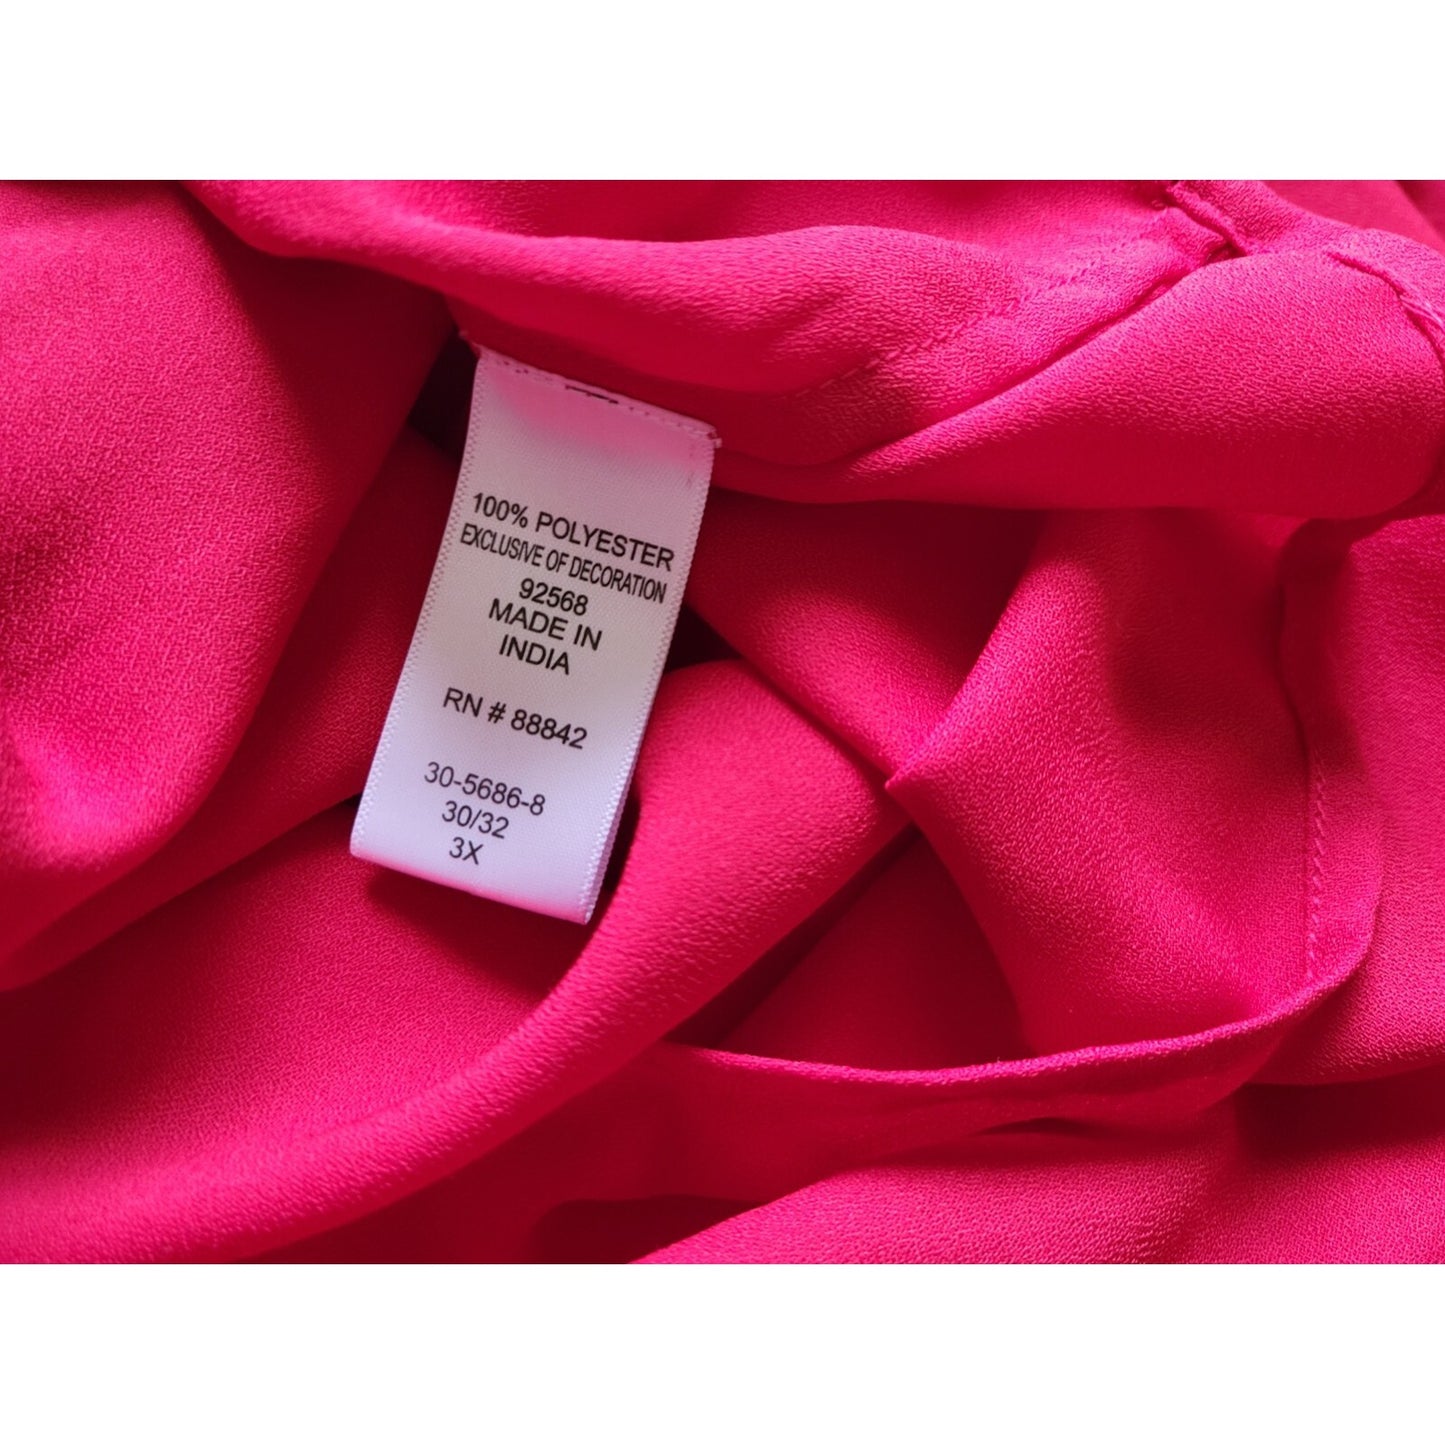 100% POLYESTER
EXCLUSIVE OF DECORATION
92568
MADE IN
INDIA
RN # 88842
30-5686-8
30/32
3X